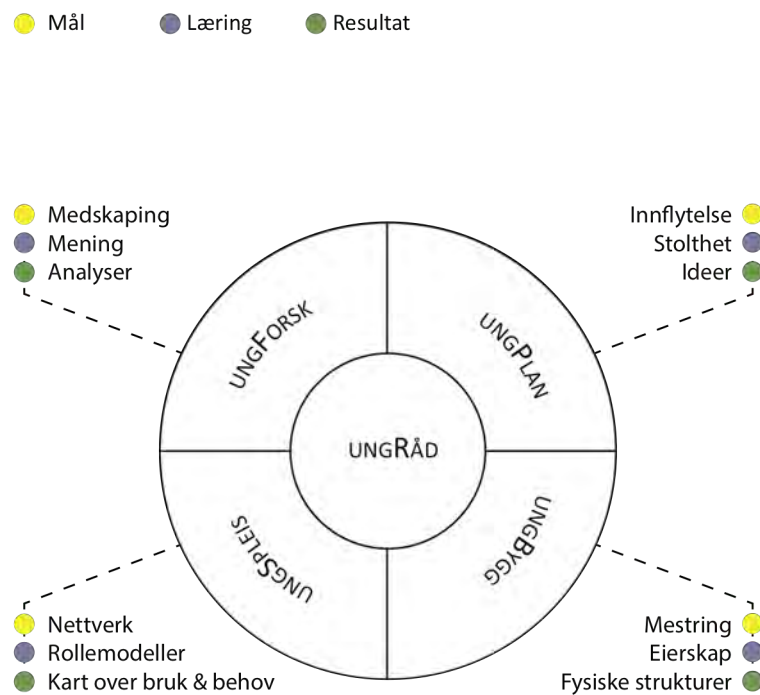 Mål
Læring
Resultat
Medskaping
Mening
Analyser
Innflytelse
Stolthet
Ideer
UNGFORSK
UNGPLAN
UNGRÅD
UNGSPLEIS
UNGBYGG
Nettverk
Rollemodeller
Kart over bruk & behov
Mestring
Eierskap
Fysiske strukturer